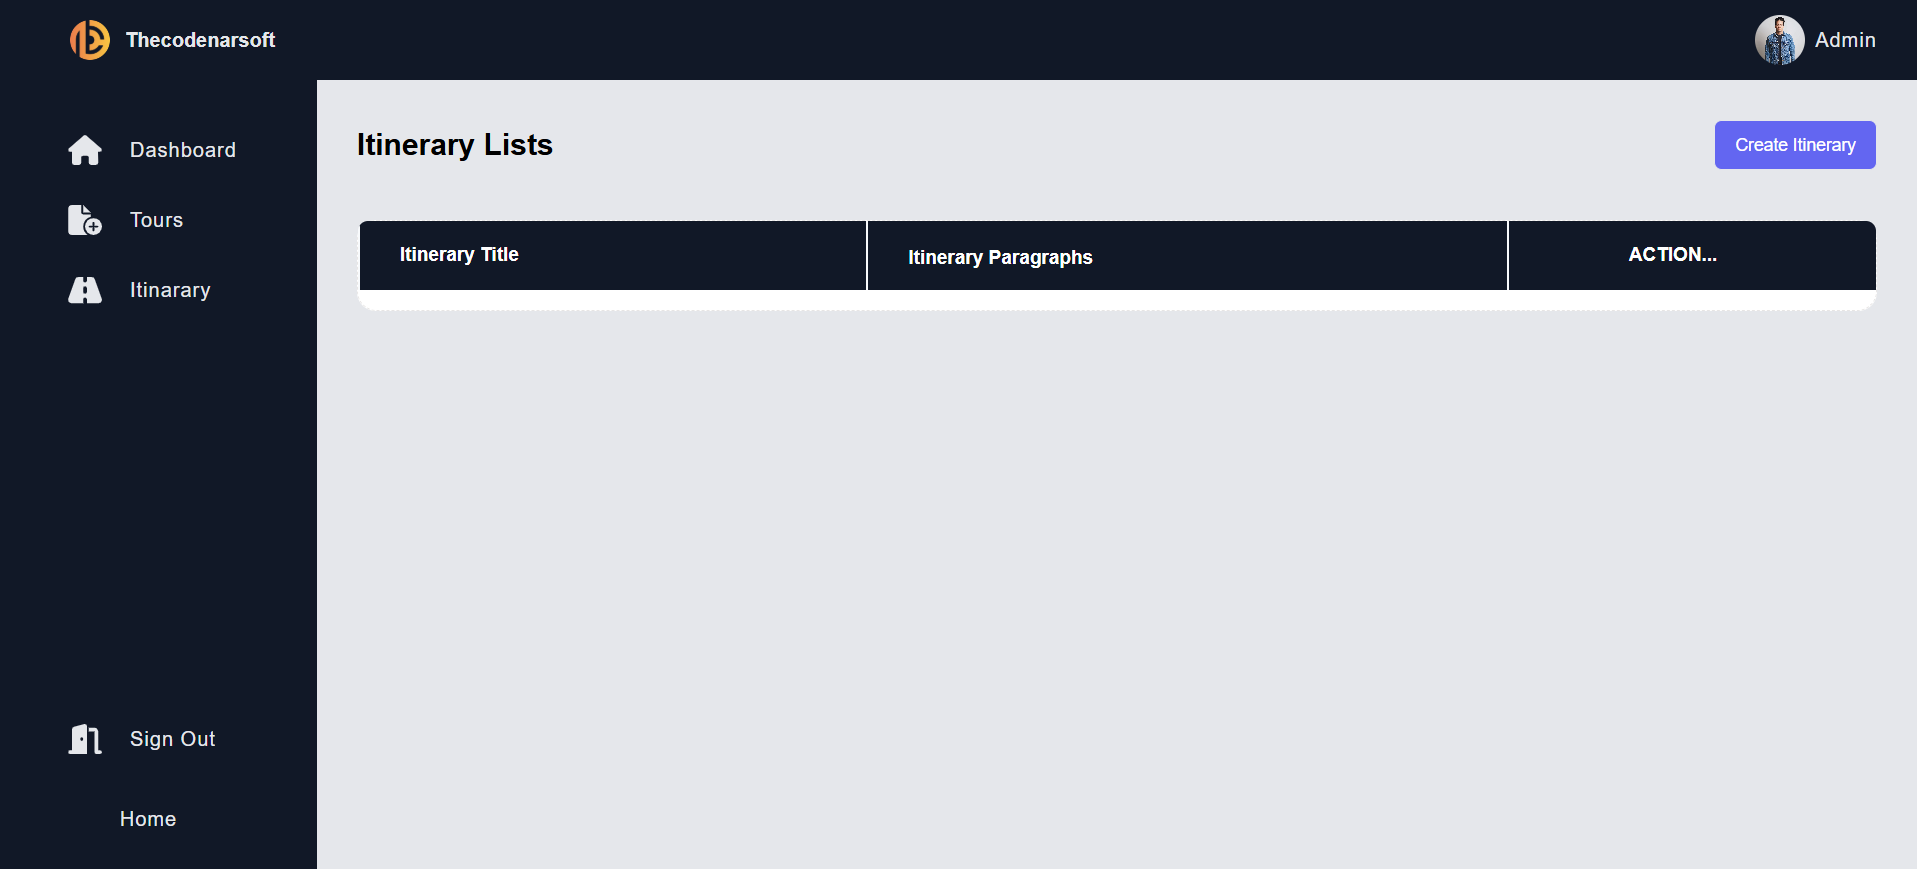 Thecodenarsoft
Admin
Dashboard
Tours
Itinarary
Sign Out
Home
Itinerary Lists
Create Itinerary
Itinerary Title
Itinerary Paragraphs
ACTION...